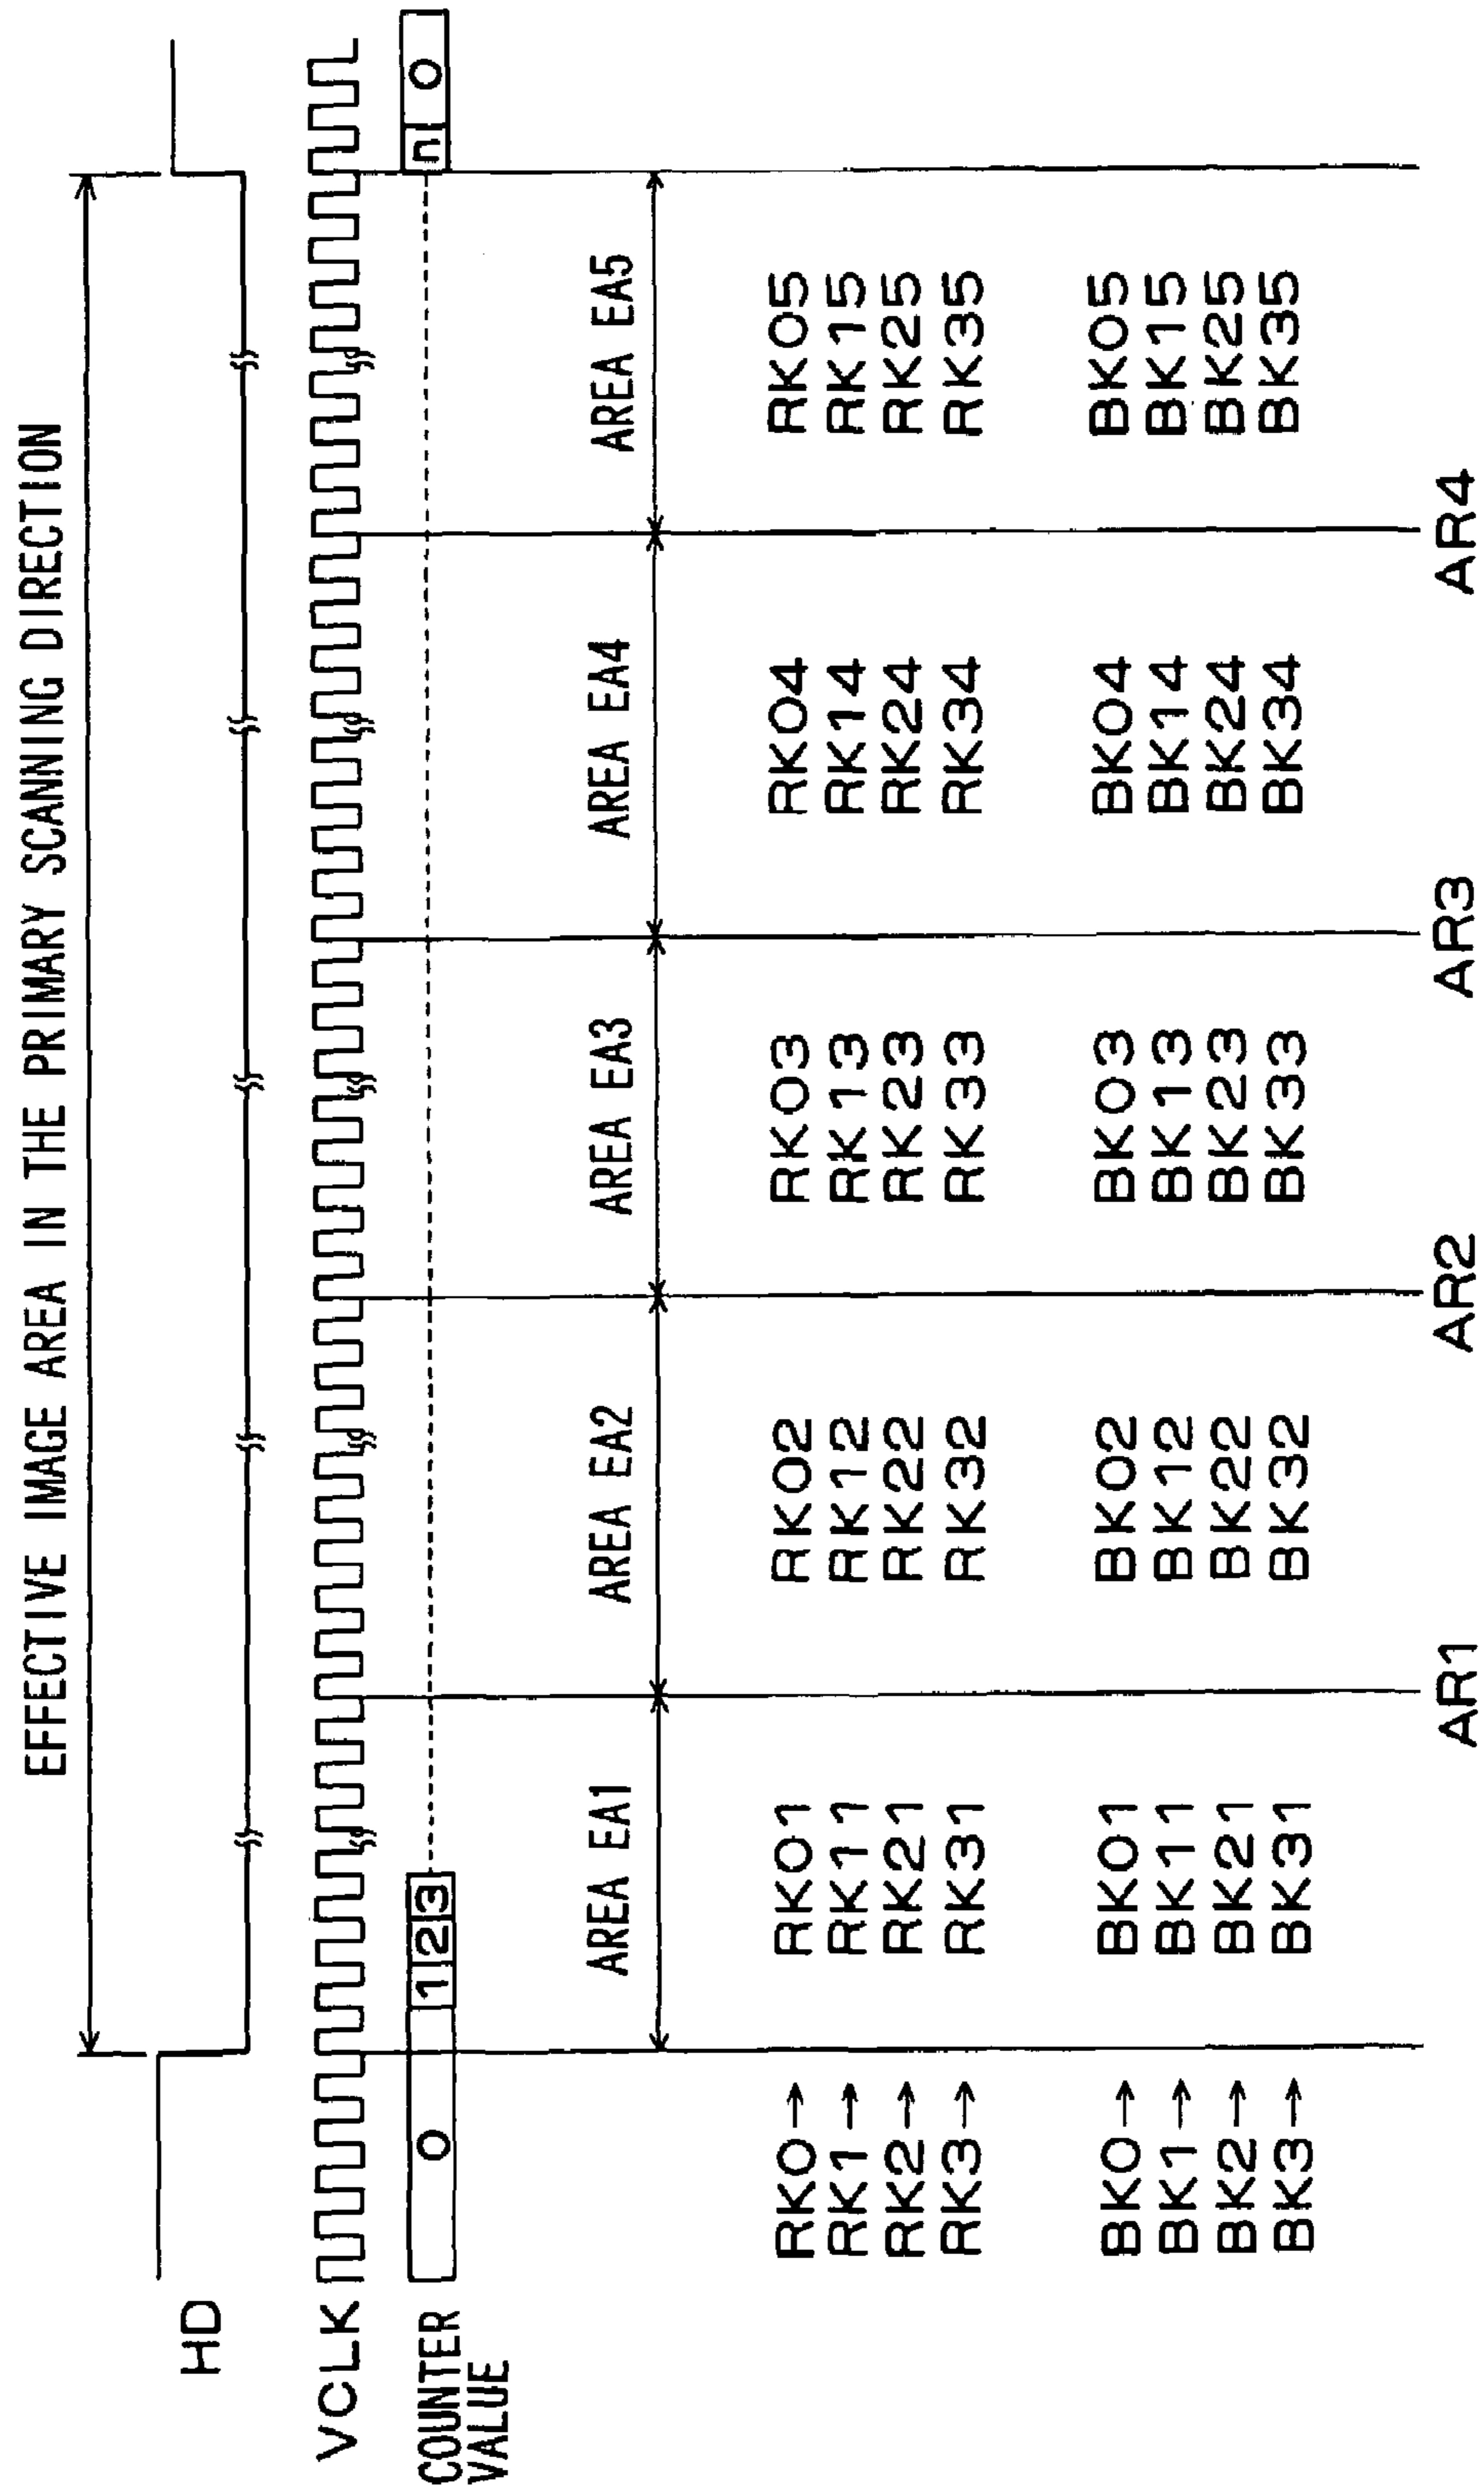 EFFECTIVE IMAGE AREA IN THE PRIMARY SCANNING DIRECTION
HD
VCLK
COUNTER VALUE
0 1 2 3 n 0
AREA EA1 AREA EA2 AREA EA3 AREA EA4 AREA EA5
RK0→ RK01 RK02 RK03 RK04 RK05
RK1→ RK11 RK12 RK13 RK14 RK15
RK2→ RK21 RK22 RK23 RK24 RK25
RK3→ RK31 RK32 RK33 RK34 RK35
BK0→ BK01 BK02 BK03 BK04 BK05
BK1→ BK11 BK12 BK13 BK14 BK15
BK2→ BK21 BK22 BK23 BK24 BK25
BK3→ BK31 BK32 BK33 BK34 BK35
AR1 AR2 AR3 AR4